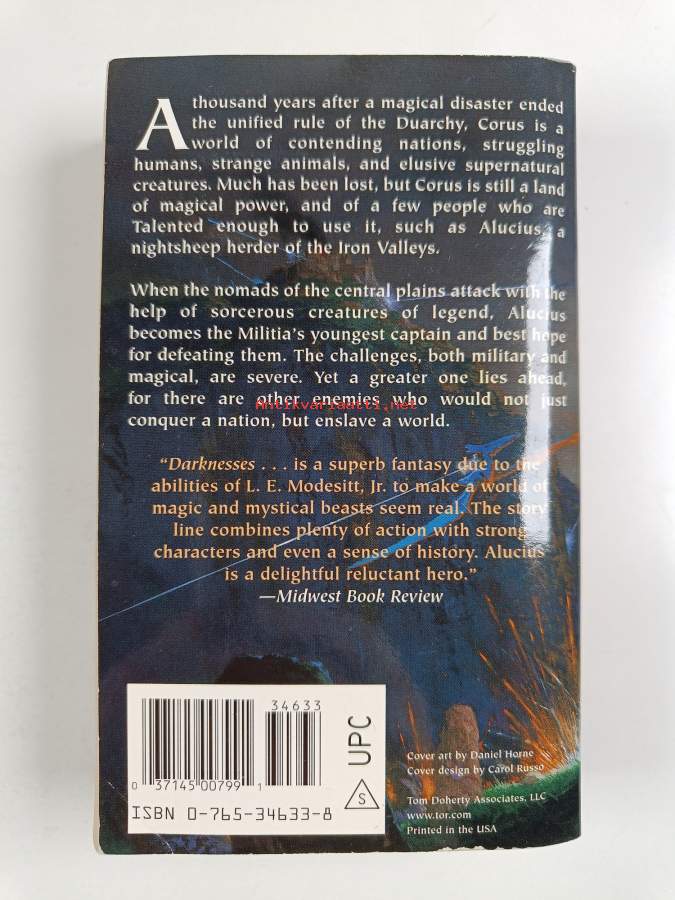 A thousand years after a magical disaster ended
the unified rule of the Duarchy, Corus is a
world of contending nations, struggling
humans, strange animals, and elusive supernatural
creatures. Much has been lost, but Corus is still a land
of magical power, and of a few people who are
Talented enough to use it, such as Alucius, a
nightsheep herder of the Iron Valleys.
When the nomads of the central plains attack with the
help of sorcerous creatures of legend, Alucius
becomes the Militia's youngest captain and best hope
for defeating them. The challenges, both military and
magical, are severe. Yet a greater one lies ahead,
for there are other enemies who would not just
Antikvariaatti.net
conquer a nation, but enslave a world.
"Darknesses . . . is a superb fantasy due to the
abilities of L. E. Modesitt, Jr. to make a world of
magic and mystical beasts seem real. The story
line combines plenty of action with strong
characters and even a sense of history. Alucius
is a delightful reluctant hero."
—Midwest Book Review
34633
0 37145 00799 1
UPC
S
ISBN 0-765-34633-8
Cover art by Daniel Horne
Cover design by Carol Russo
Tom Doherty Associates, LLC
www.tor.com
Printed in the USA